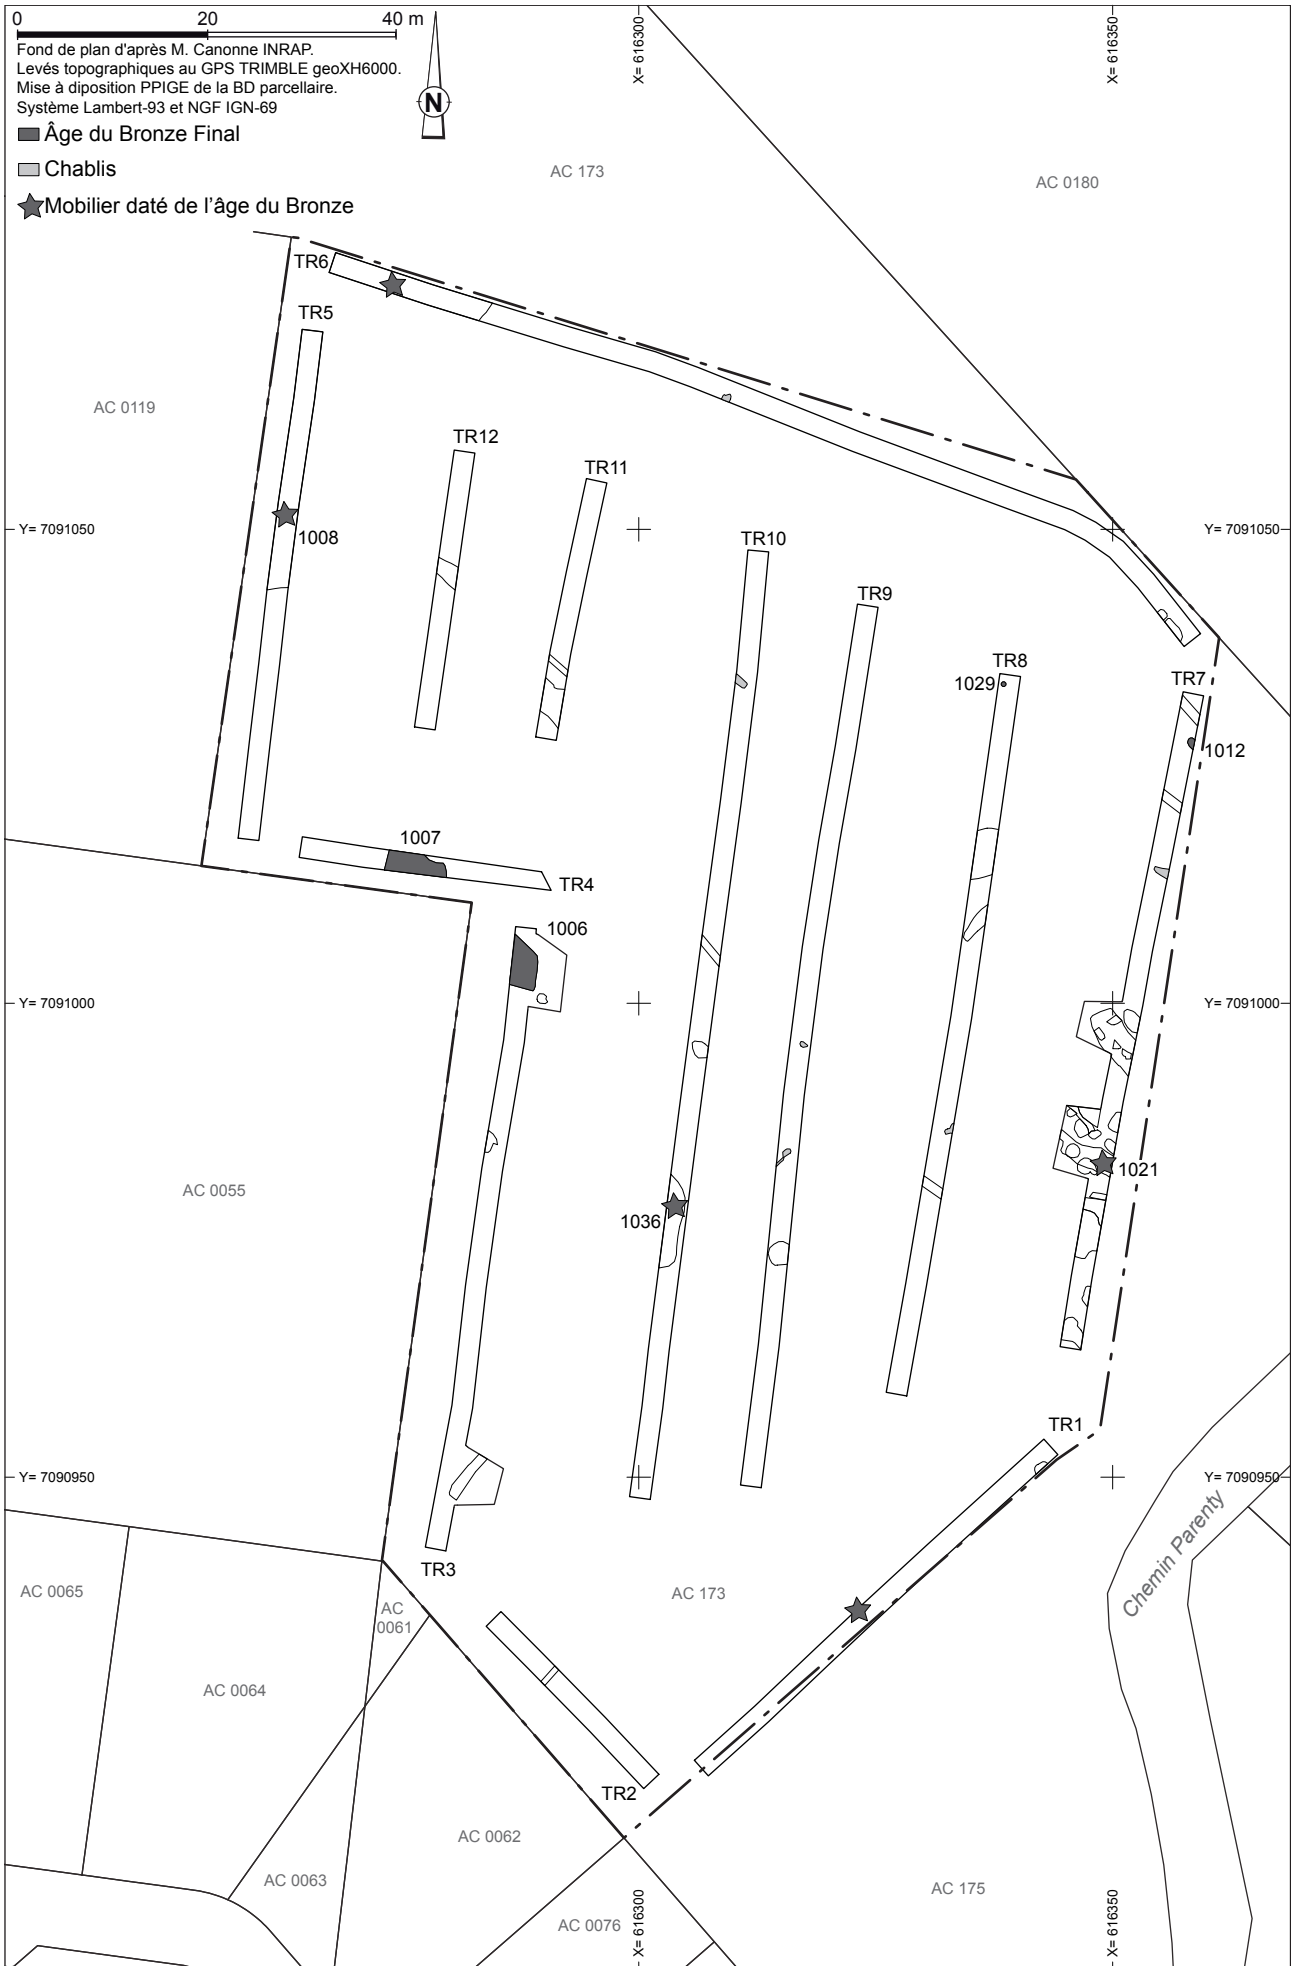 0 20 40 m
Fond de plan d'après M. Canonne INRAP.
Levés topographiques au GPS TRIMBLE geoXH6000.
Mise à diposition PPIGE de la BD parcellaire.
Système Lambert-93 et NGF IGN-69
Âge du Bronze Final
Chablis
Mobilier daté de l'âge du Bronze
N
X= 616300
X= 616350
AC 173
AC 0180
TR6
TR5
AC 0119
TR12
TR11
Y= 7091050
Y= 7091050
1008
TR10
TR9
TR8
1029
TR7
1012
1007
TR4
1006
Y= 7091000
Y= 7091000
AC 0055
1021
1036
TR1
Y= 7090950
Y= 7090950
Chemin Parenty
TR3
AC 0065
AC 173
AC
0061
AC 0064
TR2
AC 0062
AC 0063
AC 175
AC 0076
X= 616300
X= 616350